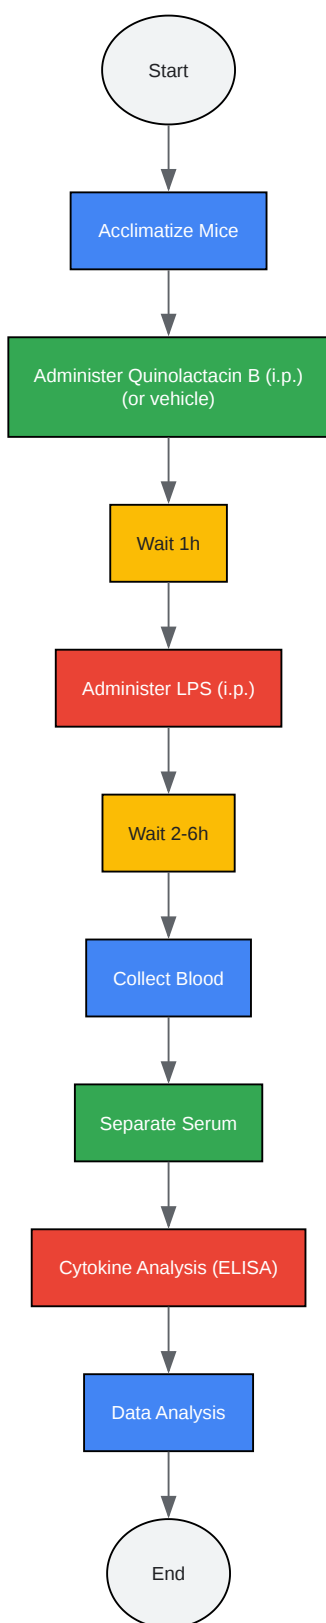 Start
Acclimatize Mice
Administer Quinolactacin B (i.p.)
(or vehicle)
Wait 1h
Administer LPS (i.p.)
Wait 2-6h
Collect Blood
Separate Serum
Cytokine Analysis (ELISA)
Data Analysis
End